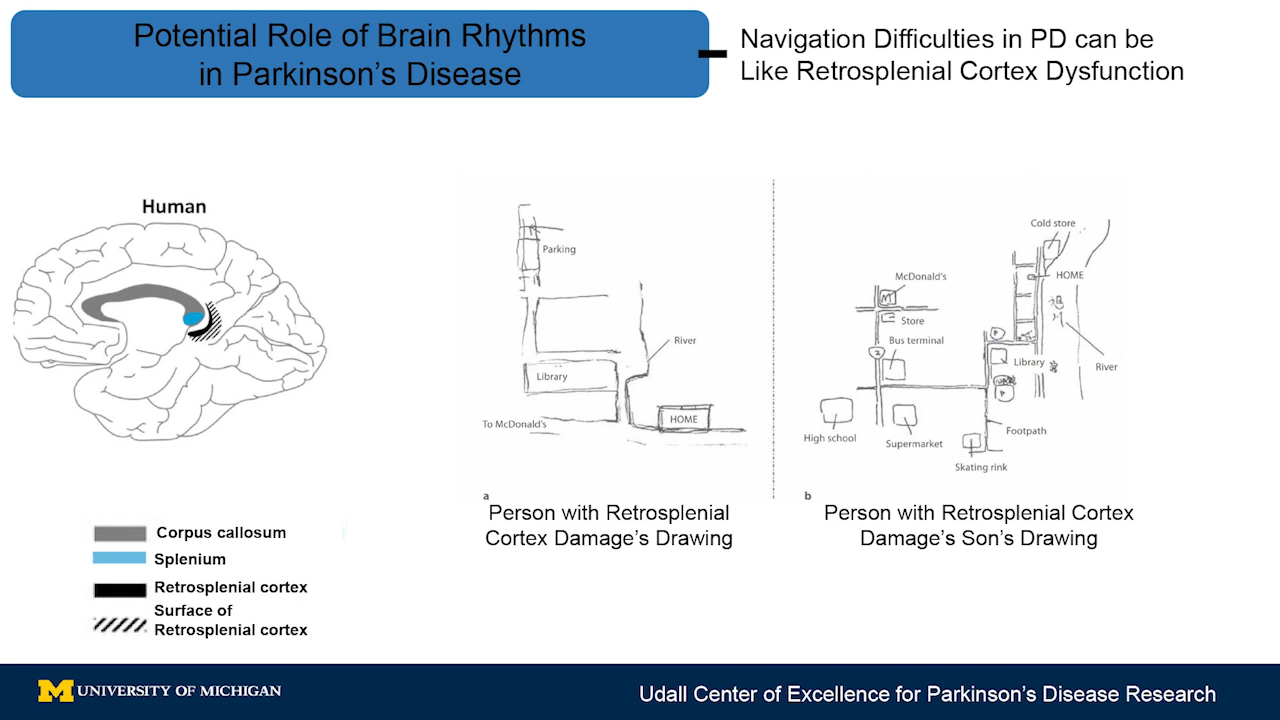 Potential Role of Brain Rhythms
in Parkinson's Disease
Navigation Difficulties in PD can be
Like Retrosplenial Cortex Dysfunction
Human
Corpus callosum
Splenium
Retrosplenial cortex
Surface of
Retrosplenial cortex
Parking
River
Library
To McDonald's
HOME
a
Person with Retrosplenial
Cortex Damage's Drawing
Cold store
McDonald's
HOME
M
Store
旭
川
Bus terminal
P
2
Library
River
P
High school
Supermarket
Footpath
Skating rink
b
Person with Retrosplenial Cortex
Damage's Son's Drawing
M UNIVERSITY OF MICHIGAN
Udall Center of Excellence for Parkinson's Disease Research